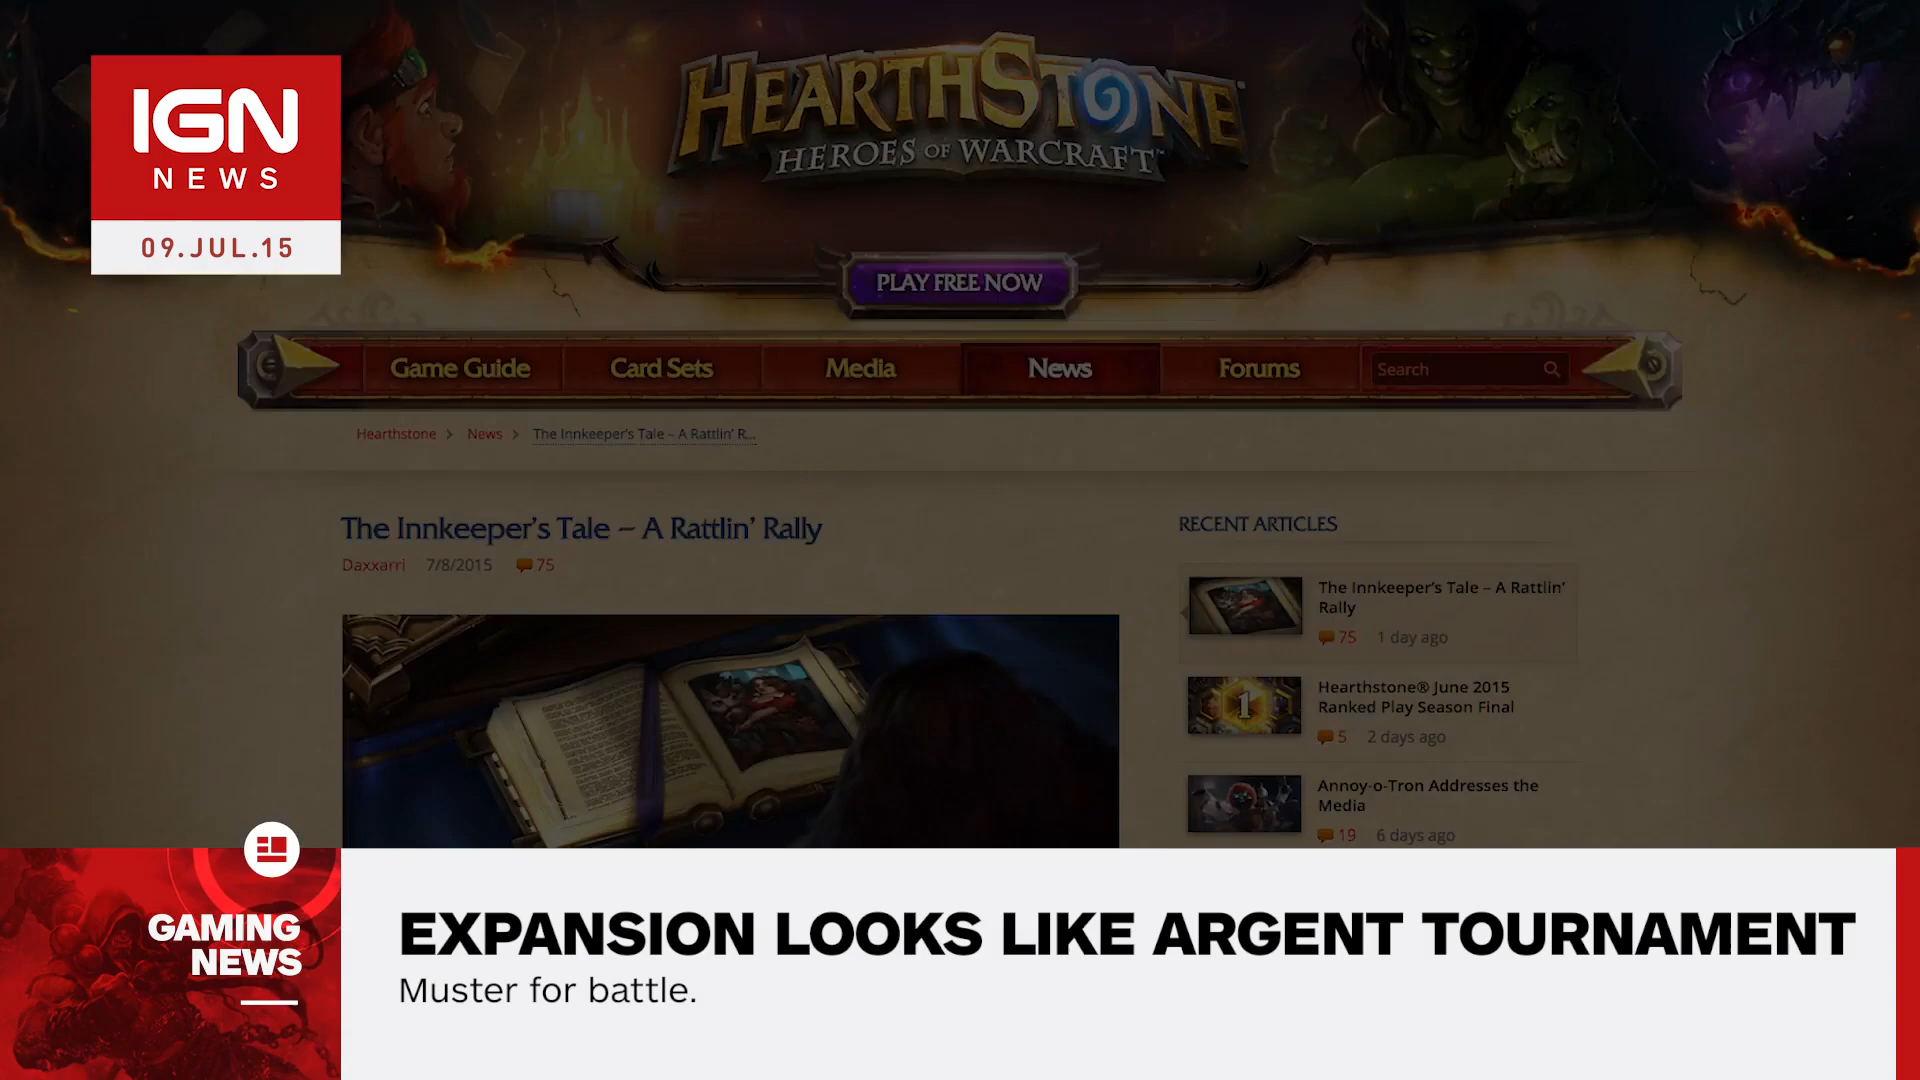 IGN
NEWS
09.JUL.15
HEARTHSTONE
HEROES OF WARCRAFT
PLAY FREE NOW
Game Guide
Card Sets
Media
News
Forums
Search
Hearthstone > News > The Innkeeper's Tale – A Rattlin' R...
The Innkeeper's Tale – A Rattlin' Rally
Daxxarri 7/8/2015 75
RECENT ARTICLES
The Innkeeper's Tale – A Rattlin'
Rally
75 1 day ago
1
Hearthstone® June 2015
Ranked Play Season Final
5 2 days ago
Annoy-o-Tron Addresses the
Media
19 6 days ago
GAMING
NEWS
EXPANSION LOOKS LIKE ARGENT TOURNAMENT
Muster for battle.